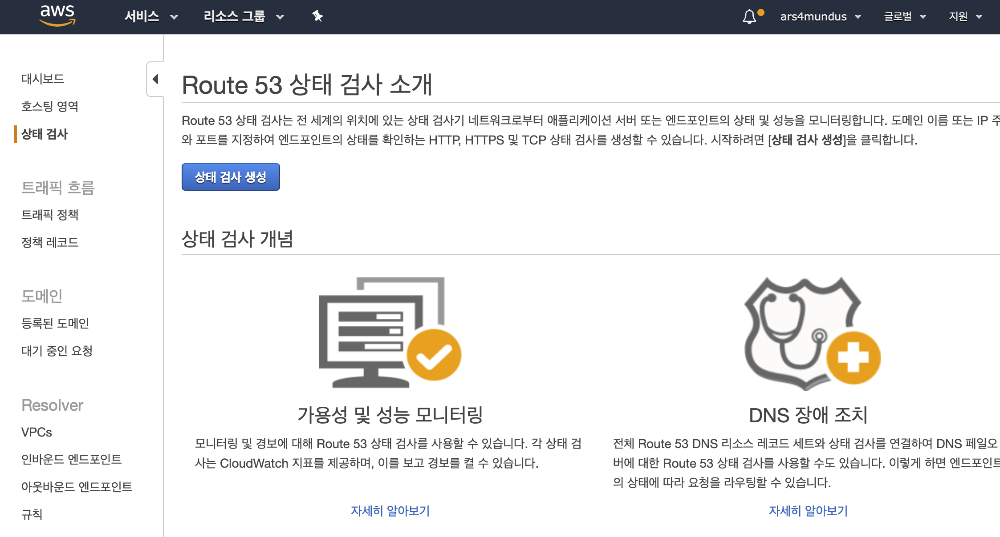 aws
서비스
리소스 그룹
ars4mundus
글로벌
지원
대시보드
호스팅 영역
상태 검사
트래픽 흐름
트래픽 정책
정책 레코드
도메인
등록된 도메인
대기 중인 요청
Resolver
VPCs
인바운드 엔드포인트
아웃바운드 엔드포인트
규칙
Route 53 상태 검사 소개
Route 53 상태 검사는 전 세계의 위치에 있는 상태 검사기 네트워크로부터 애플리케이션 서버 또는 엔드포인트의 상태 및 성능을 모니터링합니다. 도메인 이름 또는 IP 주
와 포트를 지정하여 엔드포인트의 상태를 확인하는 HTTP, HTTPS 및 TCP 상태 검사를 생성할 수 있습니다. 시작하려면 [상태 검사 생성]을 클릭합니다.
상태 검사 생성
상태 검사 개념
가용성 및 성능 모니터링
모니터링 및 경보에 대해 Route 53 상태 검사를 사용할 수 있습니다. 각 상태 검
사는 CloudWatch 지표를 제공하며, 이를 보고 경보를 켤 수 있습니다.
자세히 알아보기
DNS 장애 조치
전체 Route 53 DNS 리소스 레코드 세트와 상태 검사를 연결하여 DNS 페일오
버에 대한 Route 53 상태 검사를 사용할 수도 있습니다. 이렇게 하면 엔드포인트
의 상태에 따라 요청을 라우팅할 수 있습니다.
자세히 알아보기